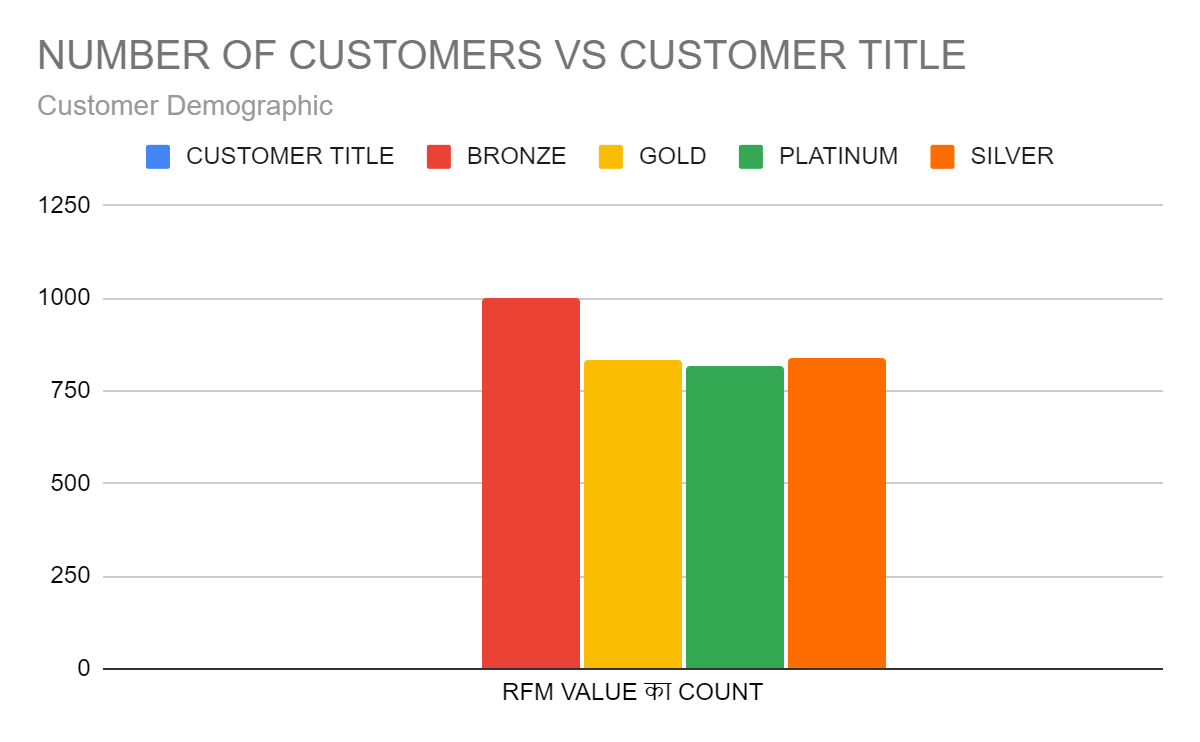 NUMBER OF CUSTOMERS VS CUSTOMER TITLE
Customer Demographic
CUSTOMER TITLE BRONZE GOLD PLATINUM SILVER
1250
1000
750
500
250
0
RFM VALUE का COUNT